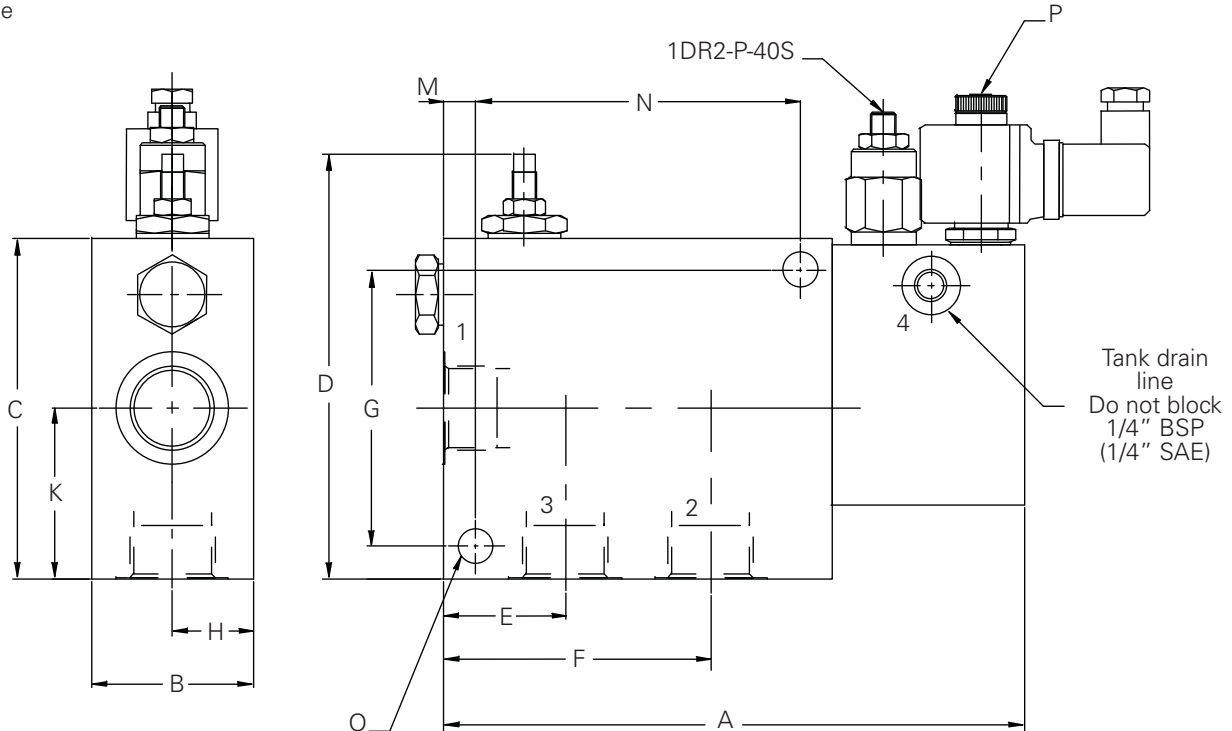 e
P
1DR2-P-40S
M
N
1
4
D
G
C
K
Tank drain
line
Do not block
1/4” BSP
(1/4” SAE)
3
2
E
H
F
B
O
A